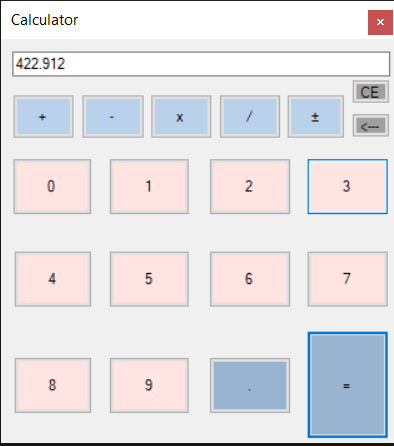 Calculator
×
422.912
CE
+ - x / ±
<---
0 1 2 3
4 5 6 7
8 9 . =